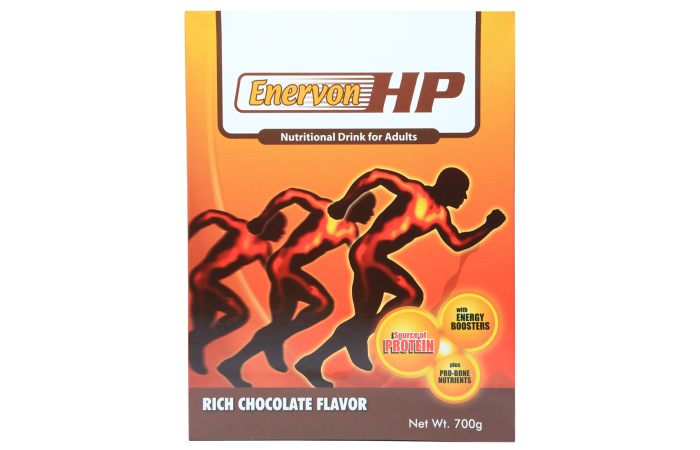 Enervon HP
Nutritional Drink for Adults
with
ENERGY
BOOSTERS
Source of
PROTEIN
plus
PRO-BONE
NUTRIENTS
RICH CHOCOLATE FLAVOR
Net Wt. 700g